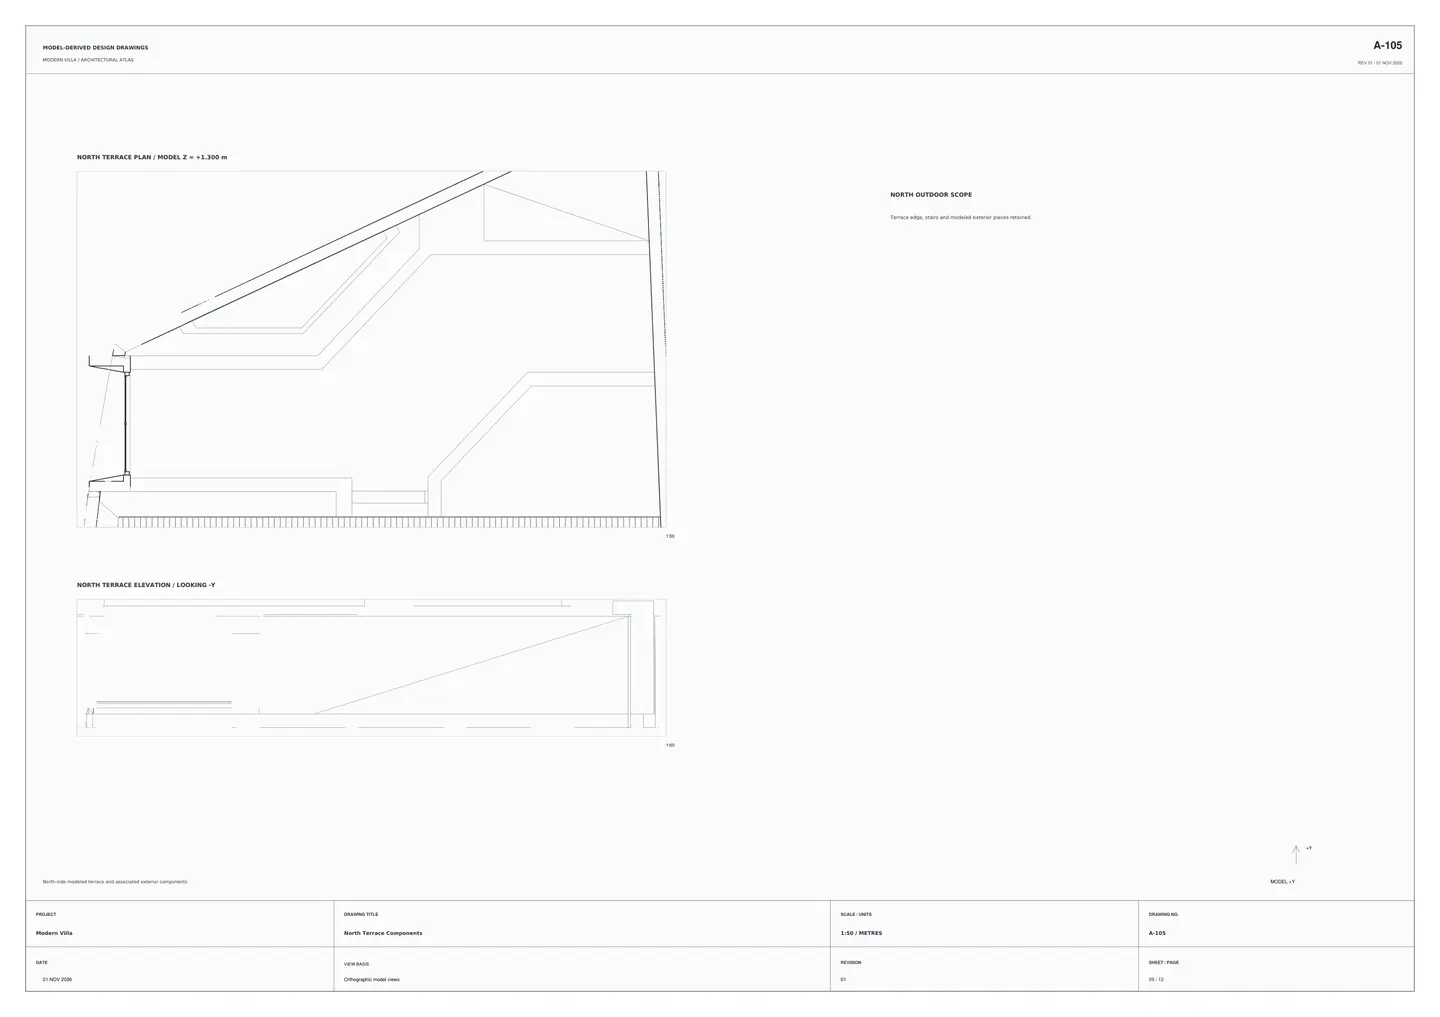 MODEL-DERIVED DESIGN DRAWINGS
MODERN VILLA / ARCHITECTURAL ATLAS
A-105
REV 01 · 01 NOV 2026
NORTH TERRACE PLAN / MODEL Z = +1.300 m
NORTH OUTDOOR SCOPE
Terrace edge, stairs and modeled exterior pieces retained.
1:50
NORTH TERRACE ELEVATION / LOOKING -Y
1:50
+Y
MODEL +Y
North-side modeled terrace and associated exterior components
PROJECT
Modern Villa
DRAWING TITLE
North Terrace Components
SCALE / UNITS
1:50 / METRES
DRAWING NO.
A-105
DATE
01 NOV 2026
VIEW BASIS
Orthographic model views
REVISION
01
SHEET / PAGE
05 / 13